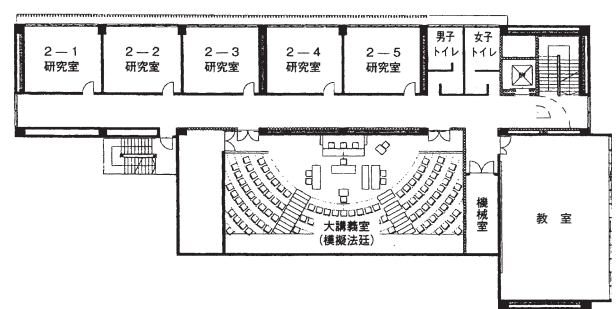 2―1
研究室
2―2
研究室
2―3
研究室
2―4
研究室
2―5
研究室
男子
トイレ
女子
トイレ
大講義室
(模擬法廷)
機械室
教室